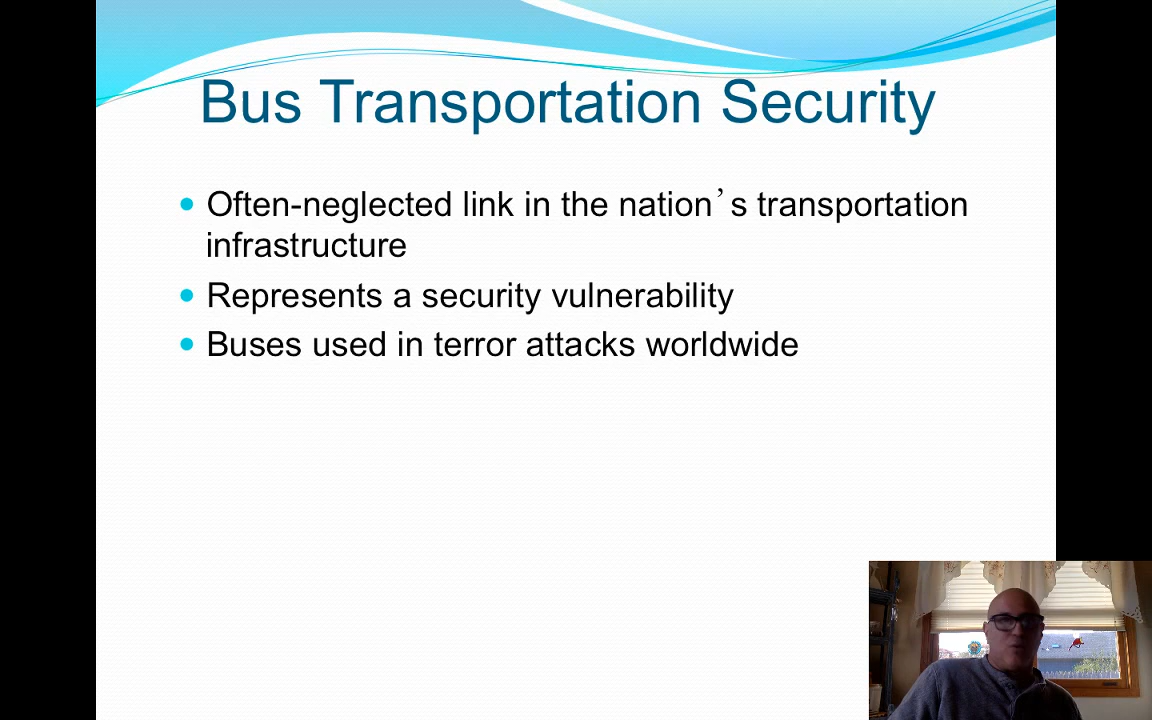 Bus Transportation Security
Often-neglected link in the nation’s transportation
infrastructure
Represents a security vulnerability
Buses used in terror attacks worldwide